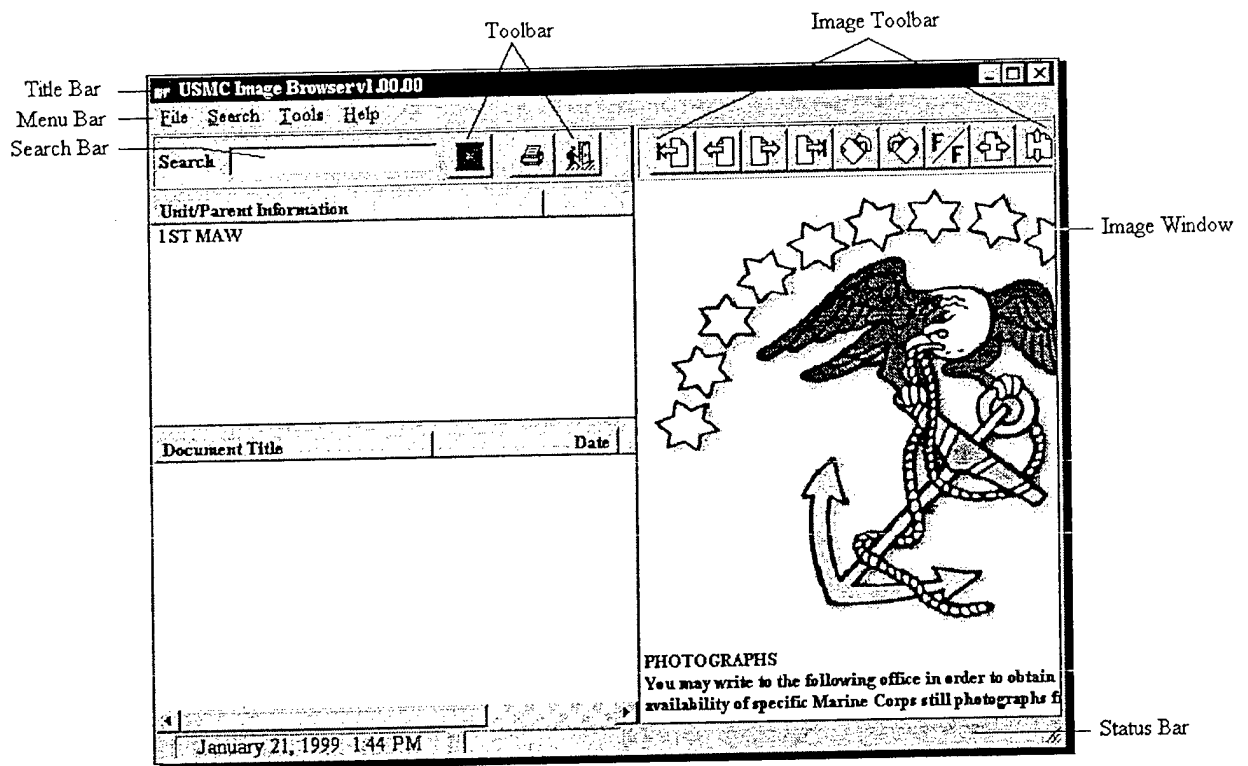 Toolbar
Image Toolbar
Title Bar
USMC Image Browser v1.00.00
Menu Bar
File Search Tools Help
Search Bar
Search
F/F
Unit/Parent Information
1ST MAW
Image Window
Document Title Date
PHOTOGRAPHS
You may write to the following office in order to obtain
availability of specific Marine Corps still photographs f
January 21, 1999 1:44 PM
Status Bar